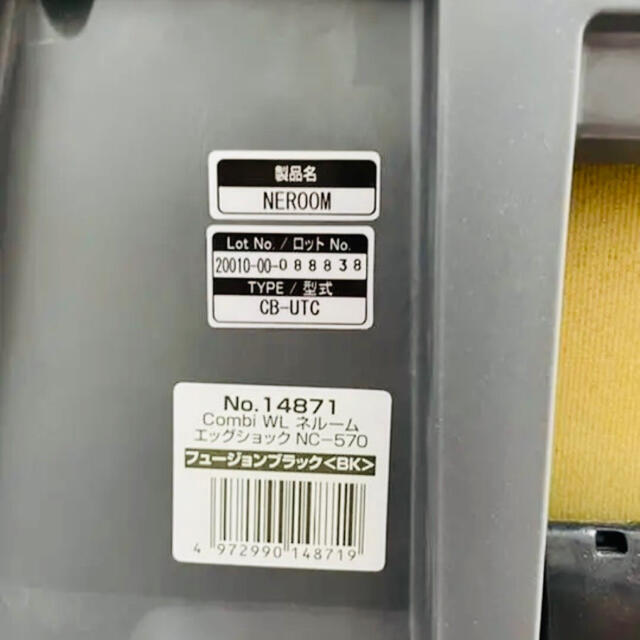 製品名
NEROOM
Lot No. / ロット No.
20010-00-088838
TYPE / 型式
CB-UTC
No.14871
Combi WL ネルーム
エッグショック NC-570
フュージョンブラック<BK>
4 972990 148719